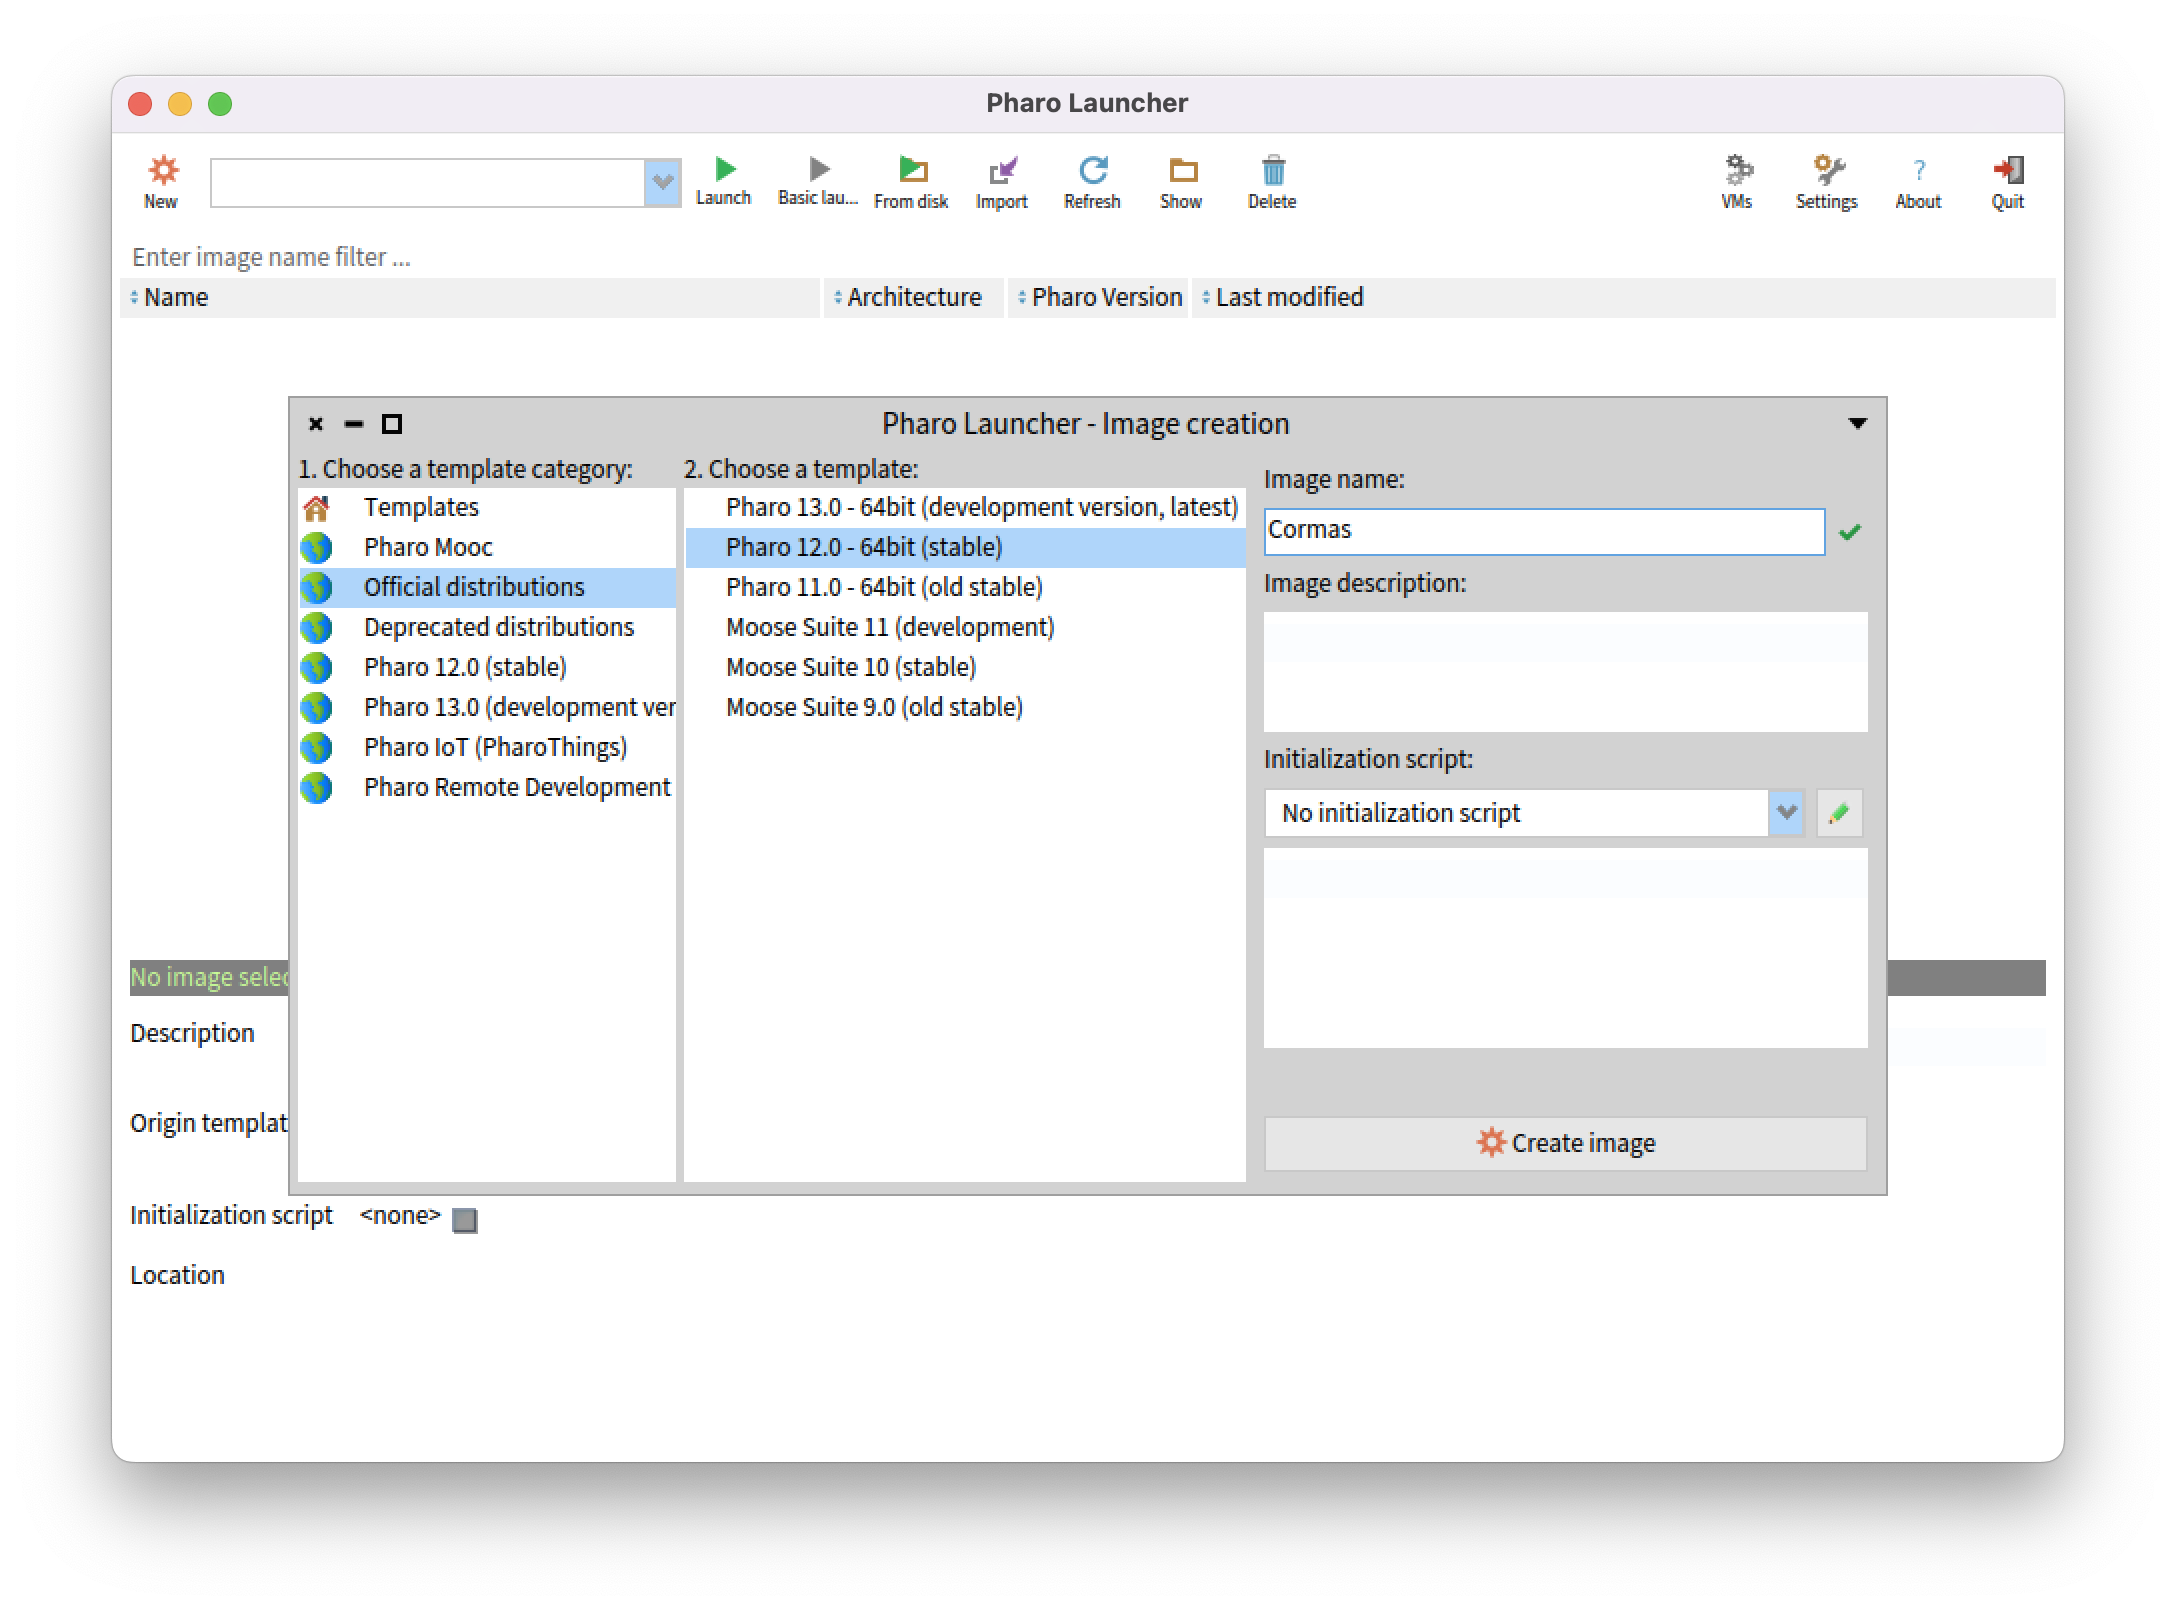 Pharo Launcher
New
Launch
Basic lau...
From disk
Import
Refresh
Show
Delete
VMs
Settings
About
Quit
Enter image name filter ...
Name
Architecture
Pharo Version
Last modified
Pharo Launcher - Image creation
1. Choose a template category:
Templates
Pharo Mooc
Official distributions
Deprecated distributions
Pharo 12.0 (stable)
Pharo 13.0 (development ver
Pharo IoT (PharoThings)
Pharo Remote Development
2. Choose a template:
Pharo 13.0 - 64bit (development version, latest)
Pharo 12.0 - 64bit (stable)
Pharo 11.0 - 64bit (old stable)
Moose Suite 11 (development)
Moose Suite 10 (stable)
Moose Suite 9.0 (old stable)
Image name:
Cormas
Image description:
Initialization script:
No initialization script
Create image
No image selec
Description
Origin templat
Initialization script <none>
Location